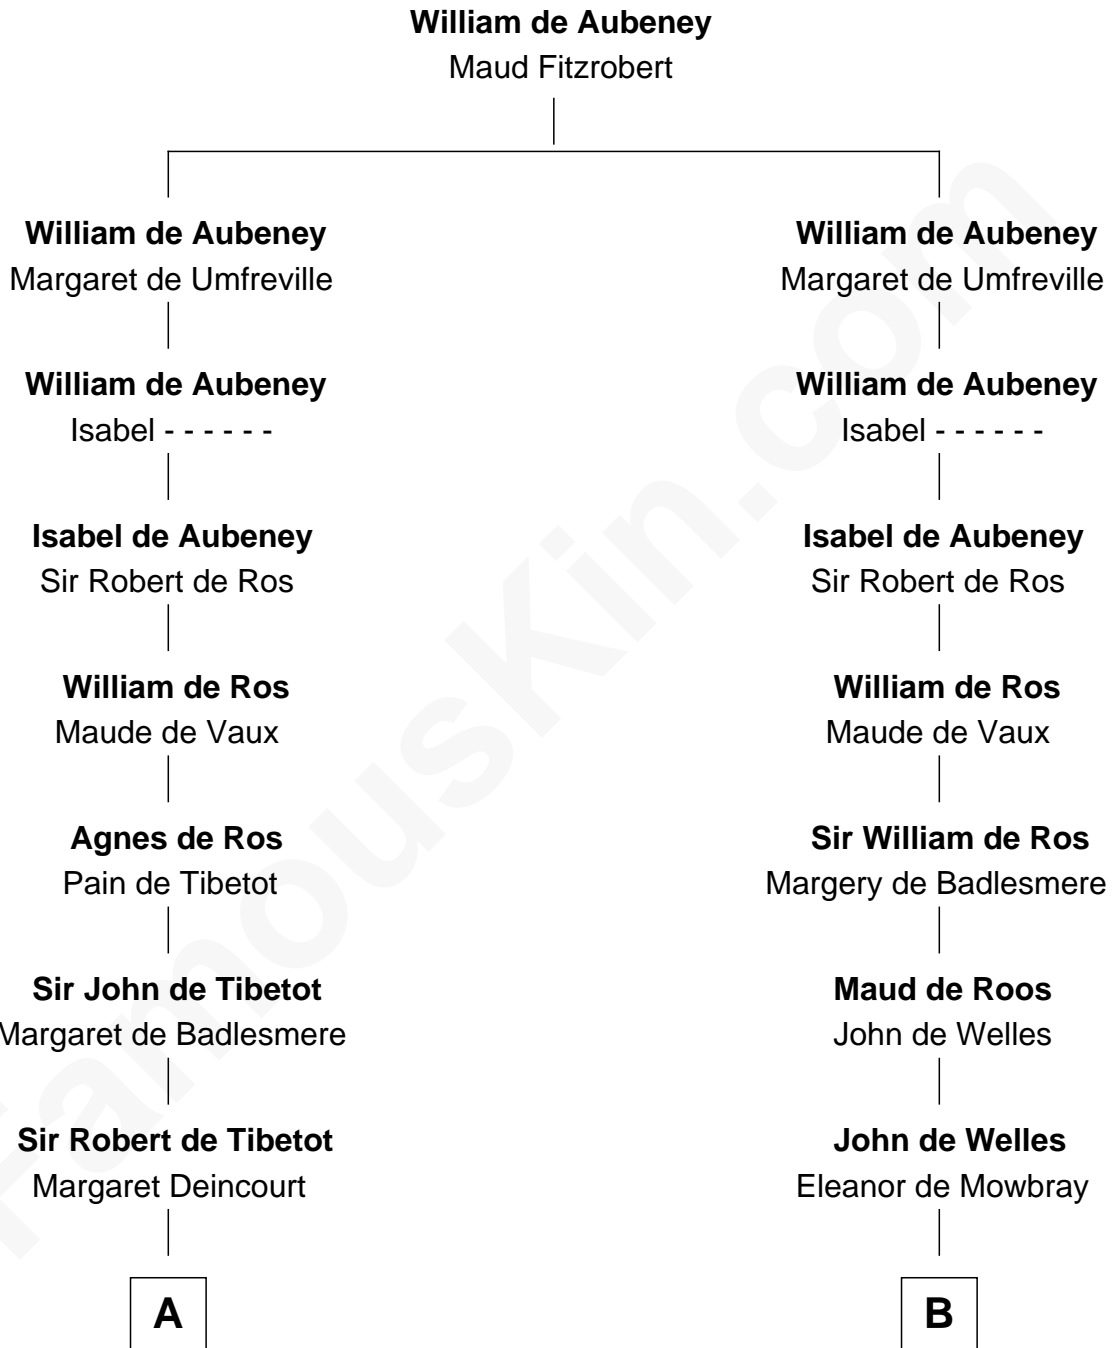 William de Aubeney
Maud Fitzrobert
William de Aubeney
Margaret de Umfreville
William de Aubeney
Margaret de Umfreville
William de Aubeney
Isabel - - - - - -
William de Aubeney
Isabel - - - - - -
Isabel de Aubeney
Sir Robert de Ros
Isabel de Aubeney
Sir Robert de Ros
William de Ros
Maude de Vaux
William de Ros
Maude de Vaux
Agnes de Ros
Pain de Tibetot
Sir William de Ros
Margery de Badlesmere
Sir John de Tibetot
Margaret de Badlesmere
Maud de Roos
John de Welles
Sir Robert de Tibetot
Margaret Deincourt
John de Welles
Eleanor de Mowbray
A
B
FamousKin.com